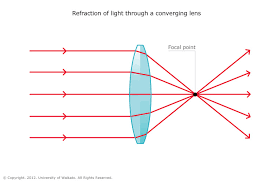 Refraction of light through a converging lens
Focal point
© Copyright. 2010. University of Waikato. All Rights Reserved.